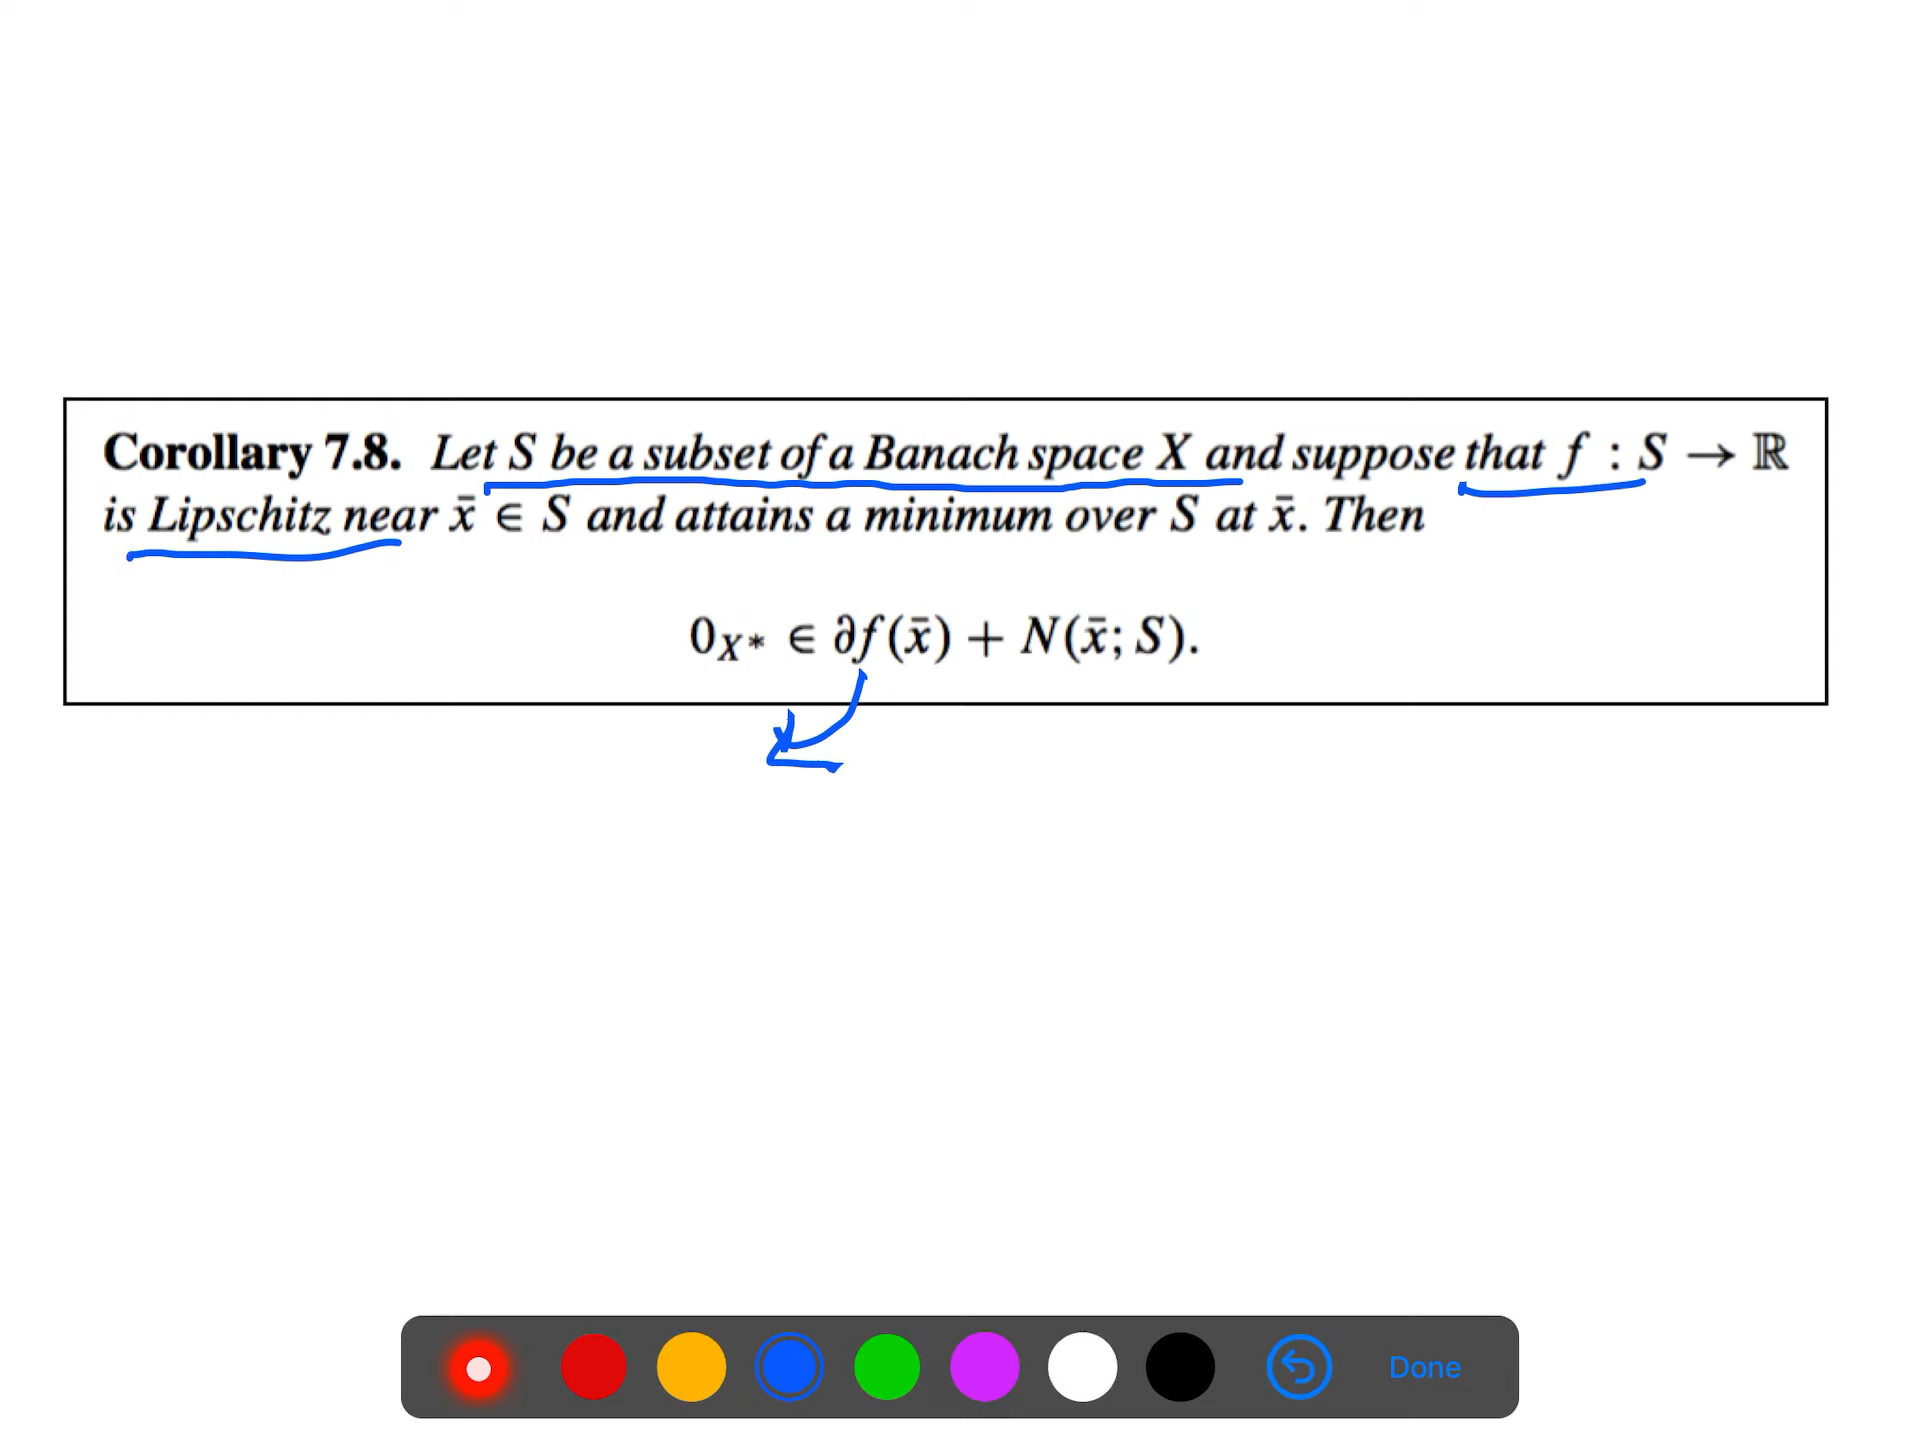 Corollary 7.8. Let S be a subset of a Banach space X and suppose that f : S → ℝ
is Lipschitz near x̄ ∈ S and attains a minimum over S at x̄. Then
0_{X*} ∈ ∂f(x̄) + N(x̄; S).
Done